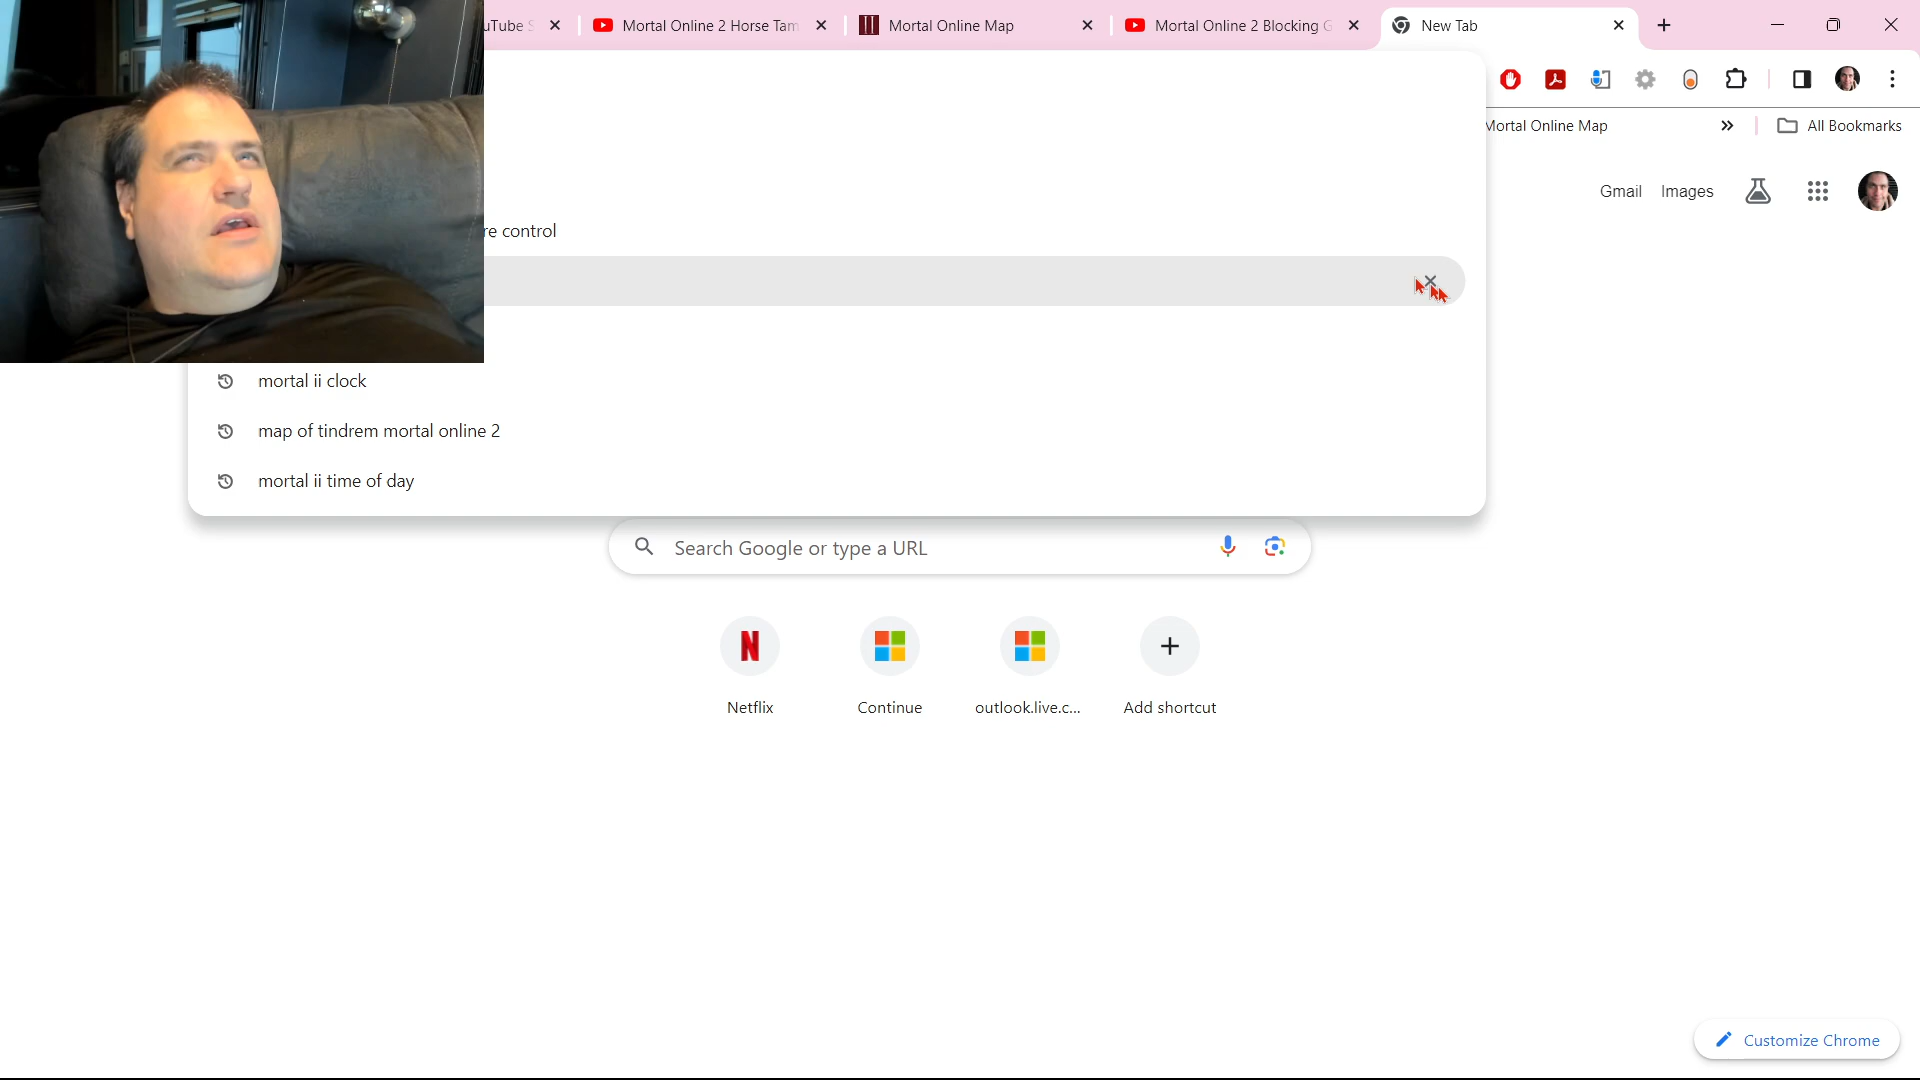 uTube S
Mortal Online 2 Horse Tam
Mortal Online Map
Mortal Online 2 Blocking G
New Tab
Mortal Online Map
All Bookmarks
Gmail
Images
re control
mortal ii clock
map of tindrem mortal online 2
mortal ii time of day
Search Google or type a URL
Netflix
Continue
outlook.live.c...
Add shortcut
Customize Chrome